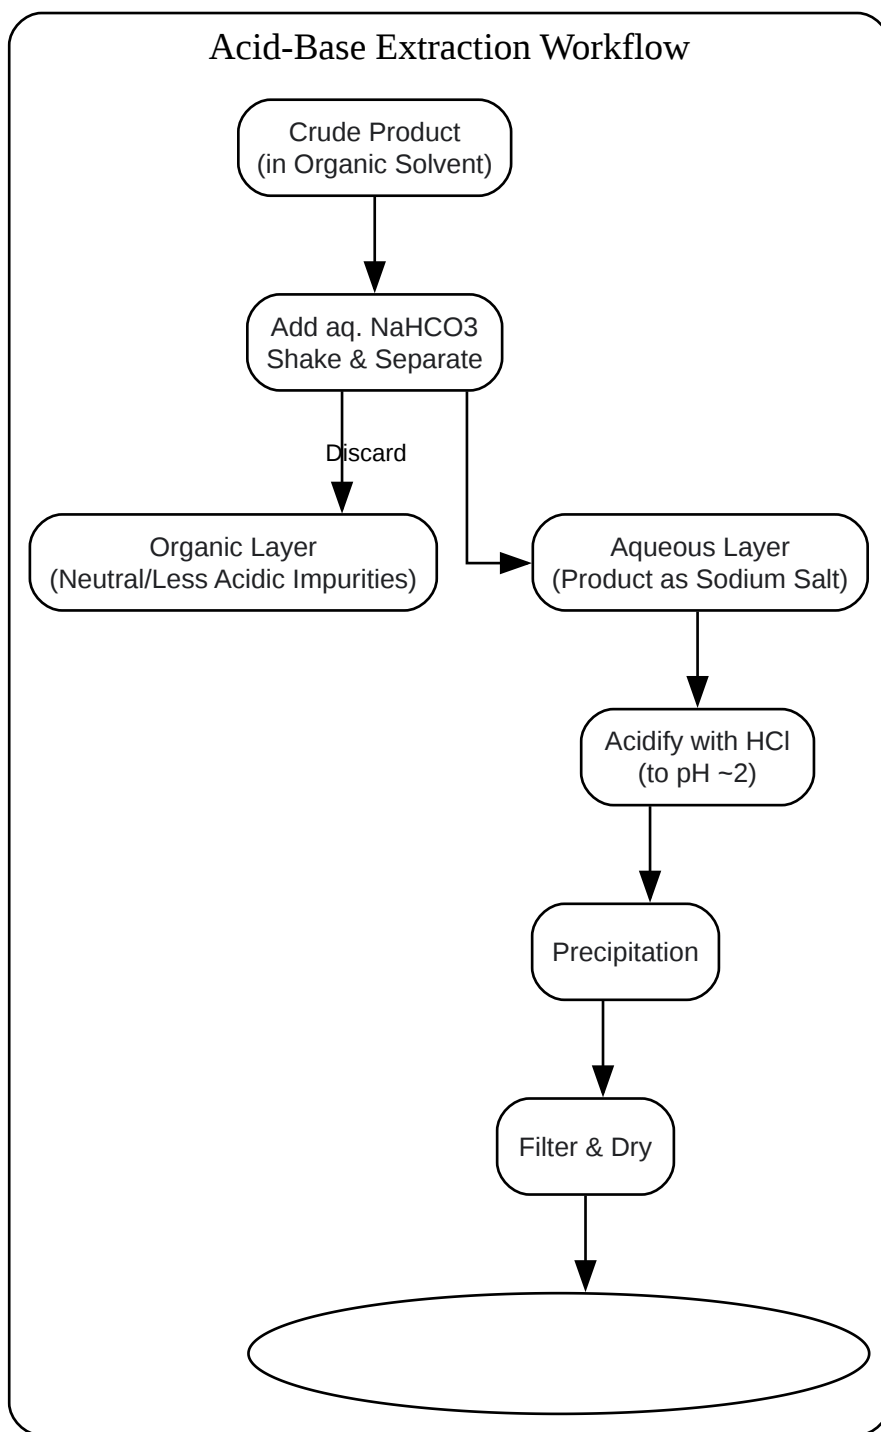 Acid-Base Extraction Workflow
Crude Product
(in Organic Solvent)
Add aq. NaHCO3
Shake & Separate
Discard
Organic Layer
(Neutral/Less Acidic Impurities)
Aqueous Layer
(Product as Sodium Salt)
Acidify with HCl
(to pH ~2)
Precipitation
Filter & Dry